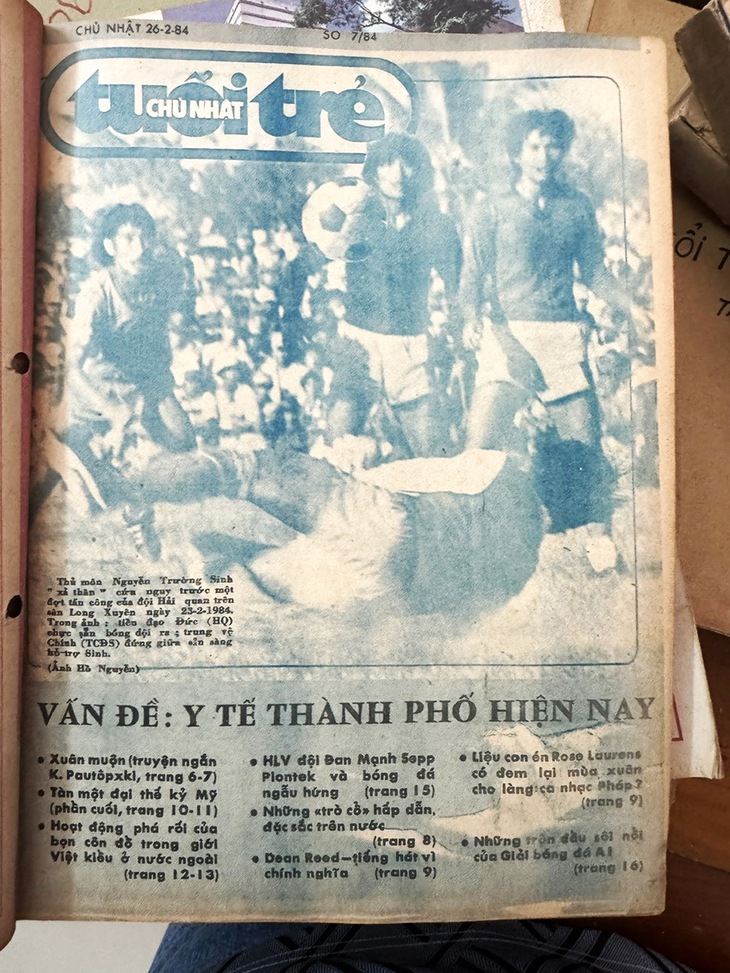 CHỦ NHẬT 26-2-84
SỐ 7/84
tuổi trẻ
CHỦ NHẬT
Thủ môn Nguyễn Trường Sinh
"xả thân" cứu nguy trước một
đợt tấn công của đội Hải quan trên
sân Long Xuyên ngày 23-2-1984.
Trong ảnh : tiền đạo Đức (HQ)
chực sẵn bóng dội ra ; trung vệ
Chính (TCĐS) đứng giữa sẵn sàng
hỗ trợ Sinh.
(Ảnh Hồ Nguyễn)
VẤN ĐỀ: Y TẾ THÀNH PHỐ HIỆN NAY
• Xuân muộn (truyện ngắn
K. Pautôpxki, trang 6-7)
• Tàn một đại thế kỷ Mỹ
(phần cuối, trang 10-11)
• Hoạt động phá rối của
bọn côn đồ trong giới
Việt kiều ở nước ngoài
(trang 12-13)
• HLV đội Đan Mạnh Sepp
Piontek và bóng đá
ngẫu hứng (trang 15)
• Những «trò cồ» hấp dẫn,
đặc sắc trên nước
(trang 8)
• Dean Reed—tiếng hát vì
chính nghĩa (trang 9)
• Liệu con én Rose Laurens
có đem lại mùa xuân
cho làng ca nhạc Pháp?
(trang 9)
• Những trận đấu sôi nổi
của Giải bóng đá A1
(trang 16)
ỔI T